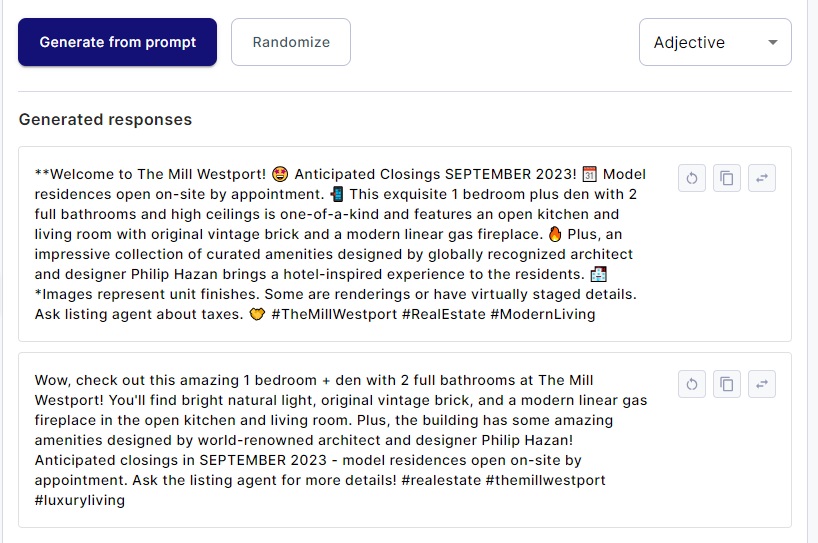 Generate from prompt
Randomize
Adjective
Generated responses
**Welcome to The Mill Westport! 🤩 Anticipated Closings SEPTEMBER 2023! 📅 Model
residences open on-site by appointment. 📲 This exquisite 1 bedroom plus den with 2
full bathrooms and high ceilings is one-of-a-kind and features an open kitchen and
living room with original vintage brick and a modern linear gas fireplace. 🔥 Plus, an
impressive collection of curated amenities designed by globally recognized architect
and designer Philip Hazan brings a hotel-inspired experience to the residents. 🏨
*Images represent unit finishes. Some are renderings or have virtually staged details.
Ask listing agent about taxes. 🤝 #TheMillWestport #RealEstate #ModernLiving
Wow, check out this amazing 1 bedroom + den with 2 full bathrooms at The Mill
Westport! You'll find bright natural light, original vintage brick, and a modern linear gas
fireplace in the open kitchen and living room. Plus, the building has some amazing
amenities designed by world-renowned architect and designer Philip Hazan!
Anticipated closings in SEPTEMBER 2023 - model residences open on-site by
appointment. Ask the listing agent for more details! #realestate #themillwestport
#luxuryliving